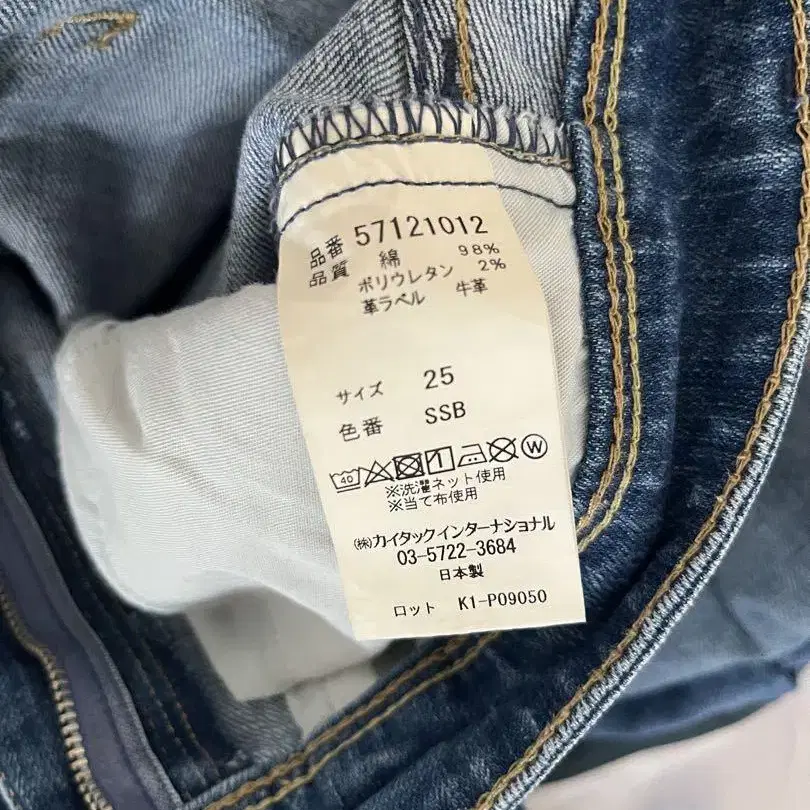 品番 57121012
品質 綿 98%
ポリウレタン 2%
革ラベル 牛革
サイズ 25
色番 SSB
40 W
※洗濯ネット使用
※当て布使用
㈱カイタックインターナショナル
03-5722-3684
日本製
ロット K1-P09050